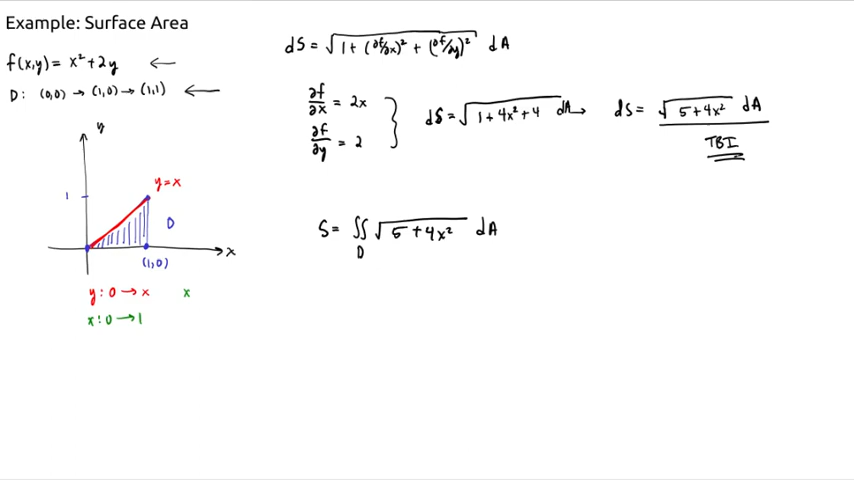 Example: Surface Area
f(x,y) = x² + 2y ←
D: (0,0) → (1,0) → (1,1) ←
y
1
y=x
D
x
(1,0)
y: 0 → x x
x: 0 → 1
dS = √(1 + (∂f/∂x)² + (∂f/∂y)²) dA
∂f/∂x = 2x
∂f/∂y = 2
} dS = √(1 + 4x² + 4) dA → dS = √(5 + 4x²) dA
TBI
S = ∬_D √(5 + 4x²) dA